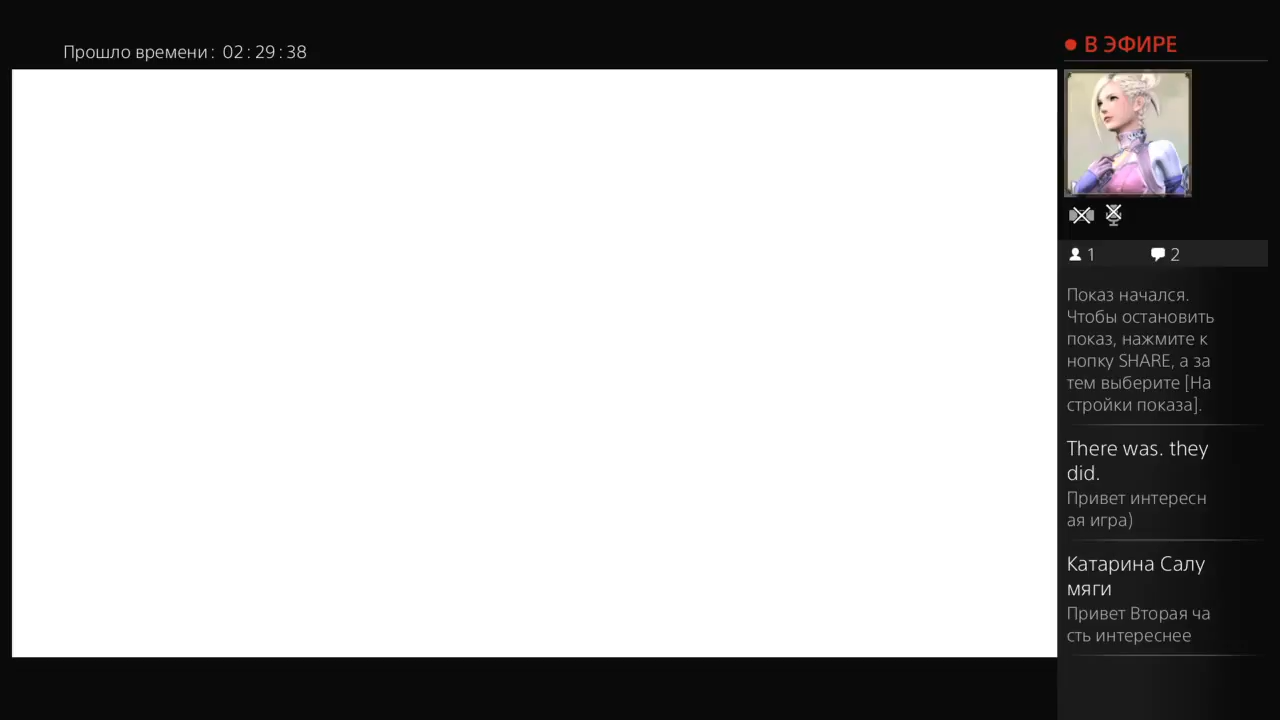 Прошло времени: 02:29:38
В ЭФИРЕ
1 2
Показ начался.
Чтобы остановить
показ, нажмите к
нопку SHARE, а за
тем выберите [На
стройки показа].
There was. they
did.
Привет интересн
ая игра)
Катарина Салу
мяги
Привет Вторая ча
сть интереснее